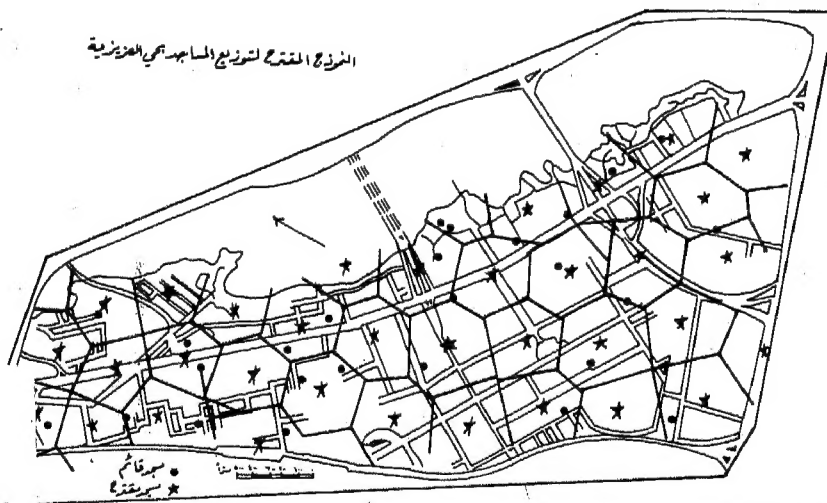 النموذج المقترح لتوزيع المساجد بحي العزيزية
مسجد قائم
مسجد مقترح